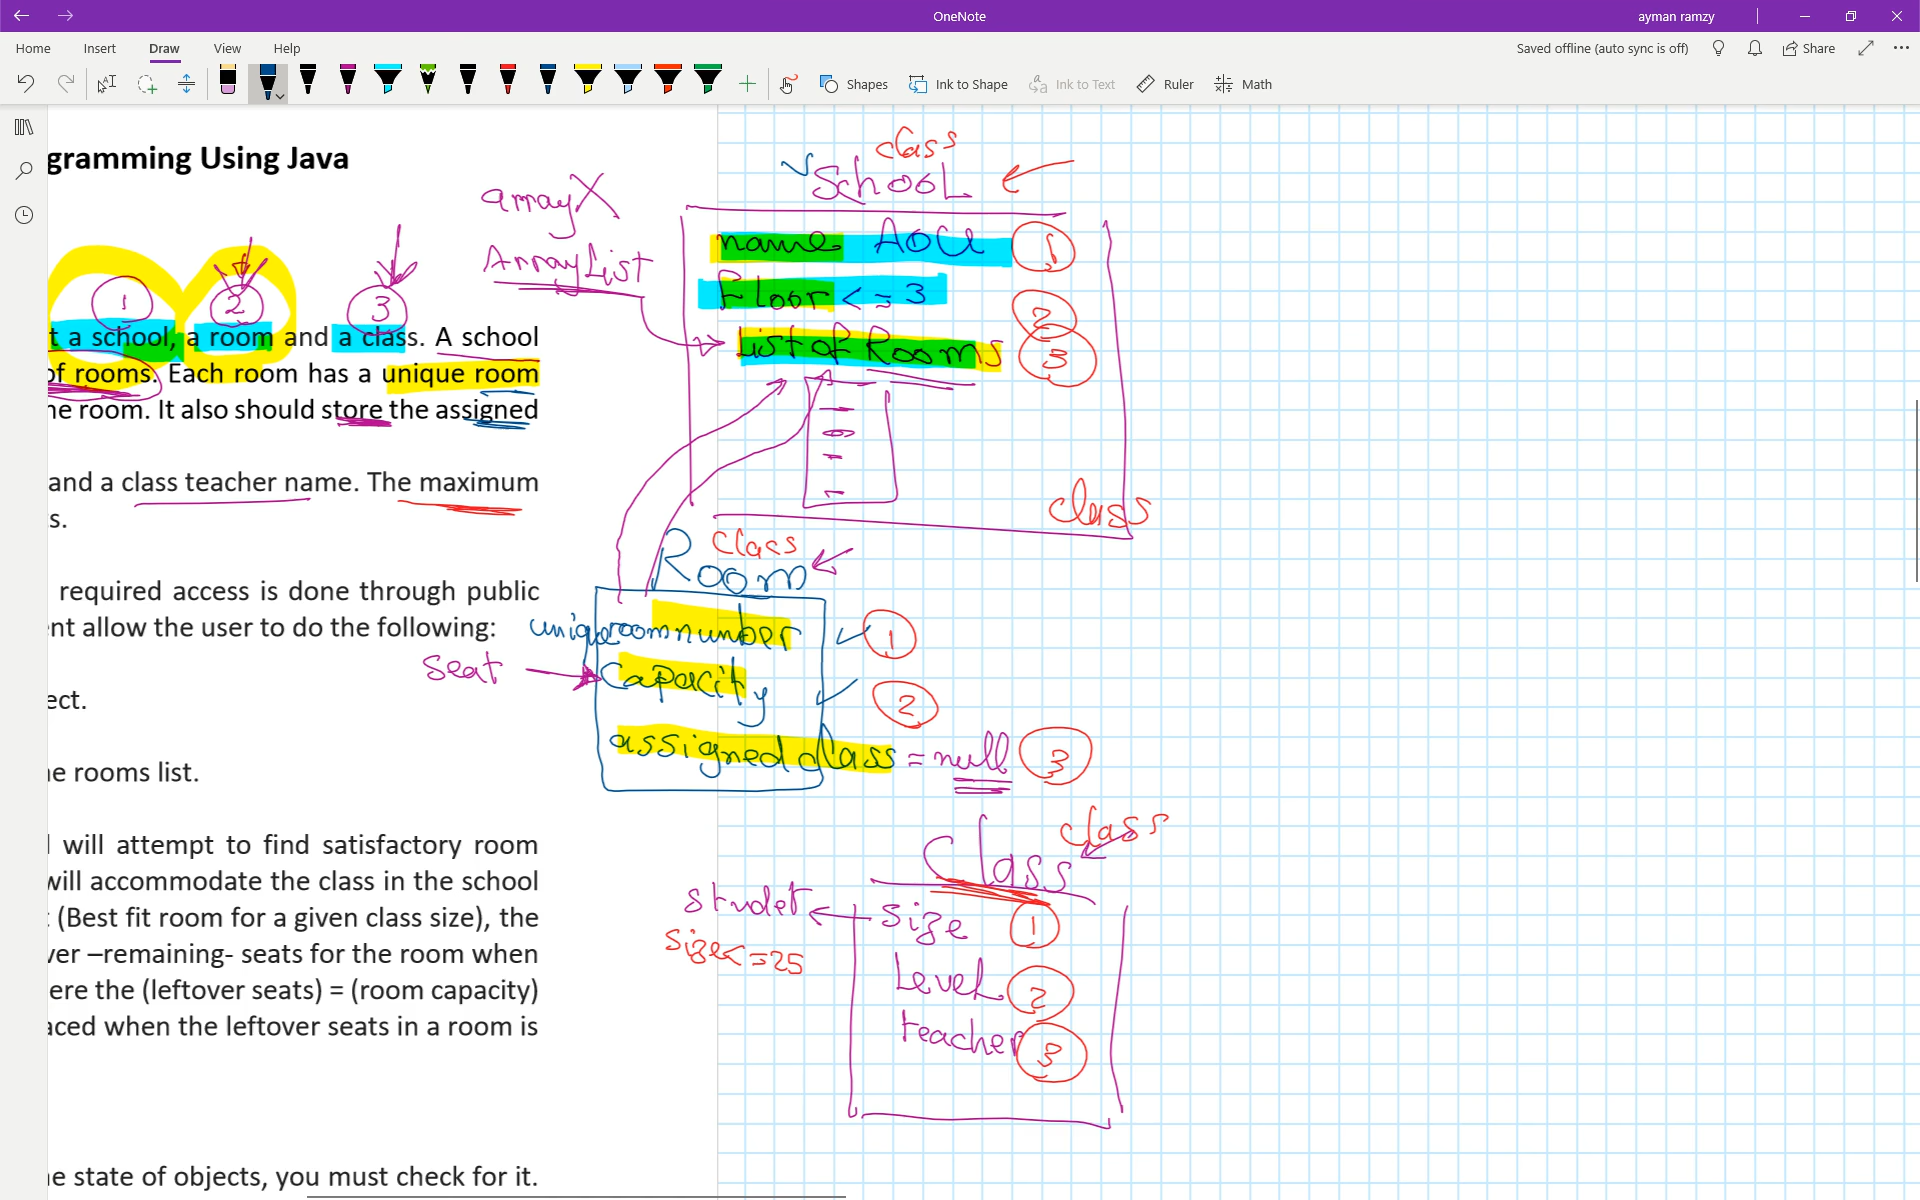 OneNote
ayman ramzy
Home Insert Draw View Help
Saved offline (auto sync is off)
Share
Shapes Ink to Shape Ink to Text Ruler Math
gramming Using Java
1 2 3
t a school, a room and a class. A school
of rooms. Each room has a unique room
ne room. It also should store the assigned
and a class teacher name. The maximum
s.
required access is done through public
ent allow the user to do the following:
ect.
ne rooms list.
will attempt to find satisfactory room
will accommodate the class in the school
(Best fit room for a given class size), the
ver –remaining- seats for the room when
ere the (leftover seats) = (room capacity)
aced when the leftover seats in a room is
ne state of objects, you must check for it.
array X
ArrayList
class
SchooL
name AOU 1
Floor <= 3 2
List of Rooms 3
class
class
Room
unique roomnumber 1
Seat
Capacity 2
assigned class = null 3
class
Class
studet size 1
size <= 25
Level 2
teacher 3